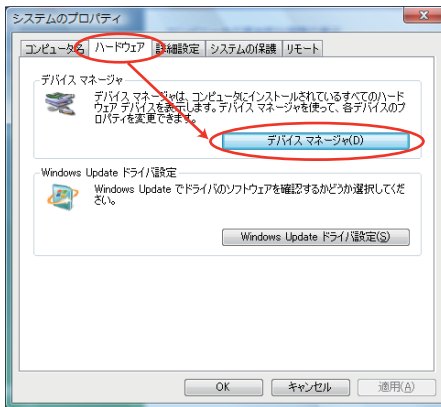 システムのプロパティ
コンピュータ名 ハードウェア 詳細設定 システムの保護 リモート
デバイス マネージャ
デバイス マネージャは、コンピュータにインストールされているすべてのハード
ウェア デバイスを表示します。デバイス マネージャを使って、各デバイスのプ
ロパティを変更できます。
デバイス マネージャ(D)
Windows Update ドライバ設定
Windows Update でドライバのソフトウェアを確認するかどうか選択してくだ
さい。
Windows Update ドライバ設定(S)
OK キャンセル 適用(A)